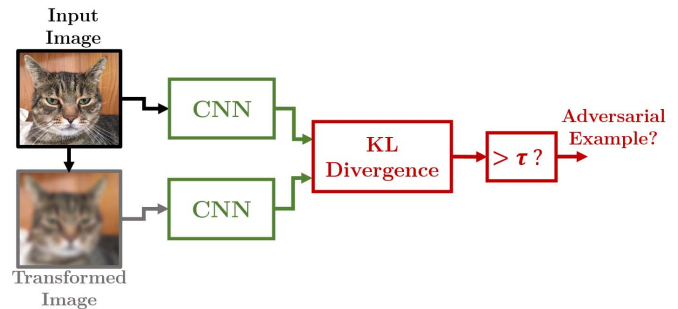 Input
Image
CNN
CNN
KL
Divergence
> τ ?
Adversarial
Example?
Transformed
Image